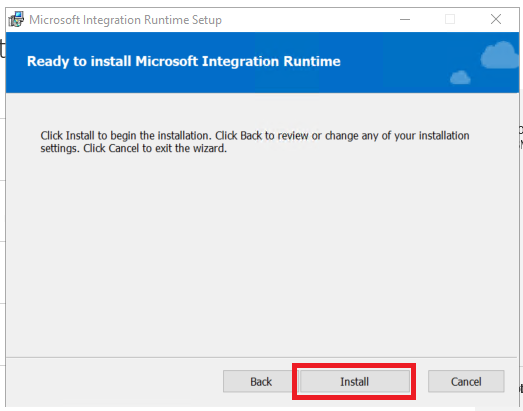 Microsoft Integration Runtime Setup
Ready to install Microsoft Integration Runtime
Click Install to begin the installation. Click Back to review or change any of your installation
settings. Click Cancel to exit the wizard.
Back Install Cancel